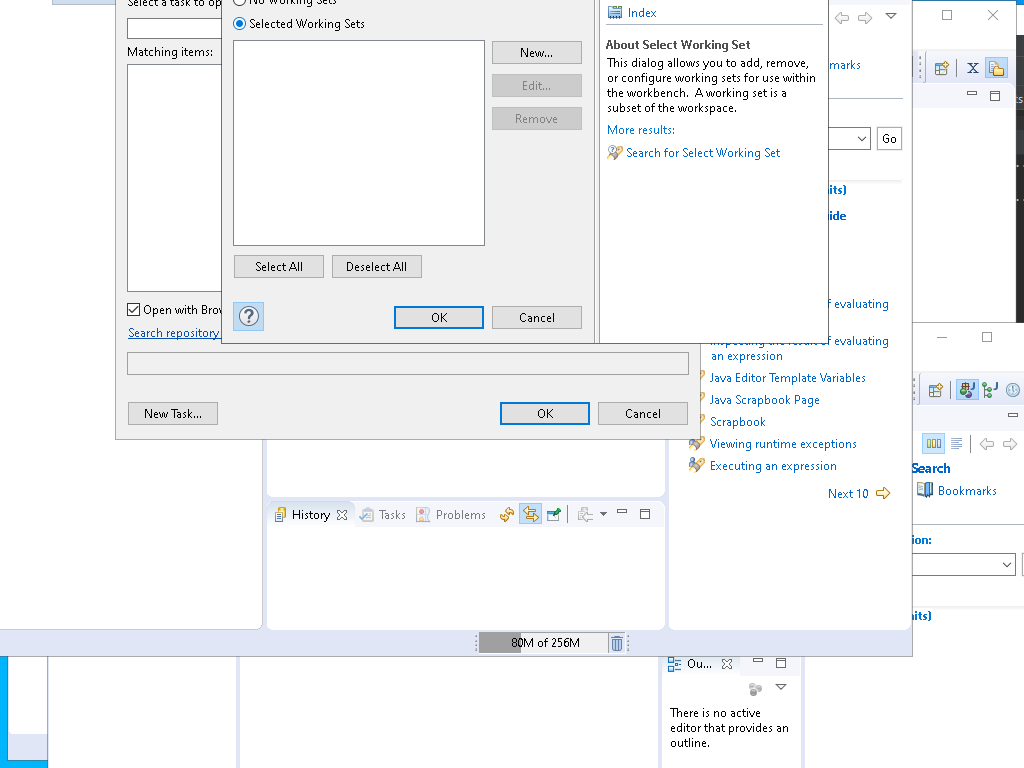 Select a task to op
No Working Sets
Selected Working Sets
Matching items:
New...
Edit...
Remove
Select All
Deselect All
OK
Cancel
Index
About Select Working Set
This dialog allows you to add, remove,
or configure working sets for use within
the workbench. A working set is a
subset of the workspace.
More results:
Search for Select Working Set
marks
Go
its)
ide
f evaluating
Inspecting the result of evaluating
an expression
Java Editor Template Variables
Java Scrapbook Page
Scrapbook
Viewing runtime exceptions
Executing an expression
Next 10
Open with Brow
Search repository
New Task...
OK
Cancel
History
Tasks
Problems
80M of 256M
X
Search
Bookmarks
ion:
its)
Ou...
There is no active
editor that provides an
outline.